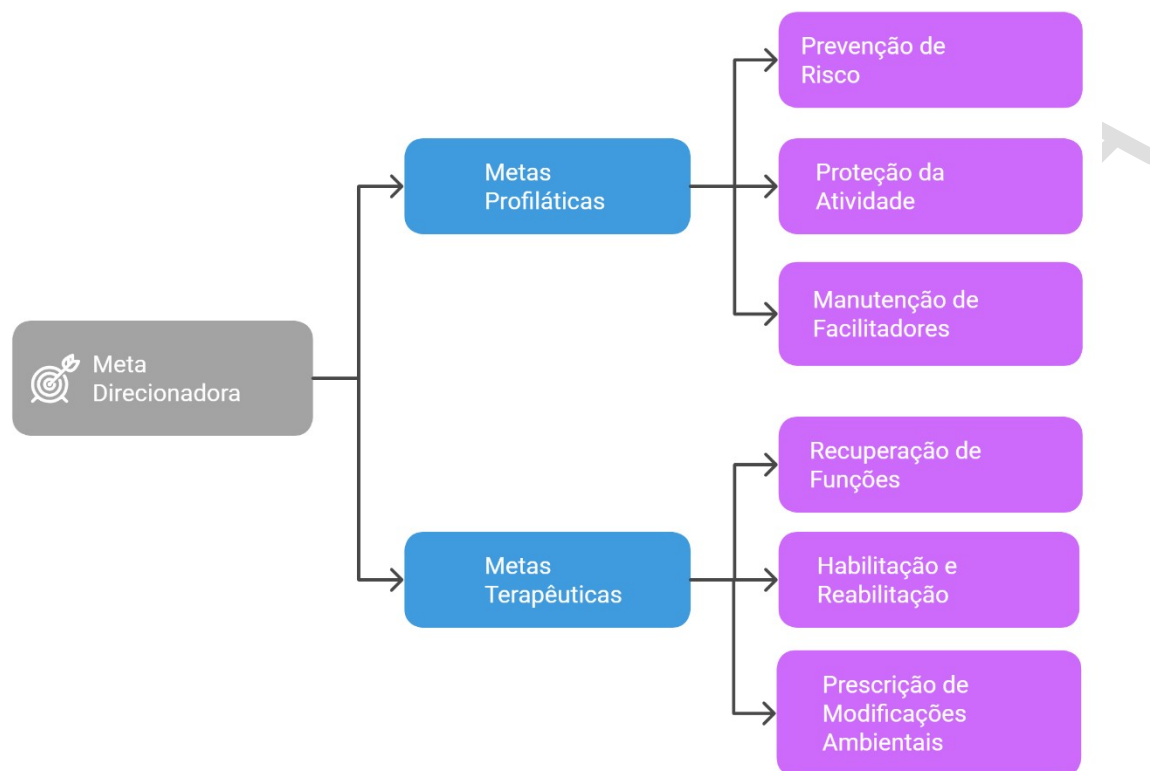 Prevenção de
Risco
Metas
Profiláticas
Proteção da
Atividade
Manutenção de
Facilitadores
Meta
Direcionadora
Recuperação de
Funções
Metas
Terapêuticas
Habilitação e
Reabilitação
Prescrição de
Modificações
Ambientais